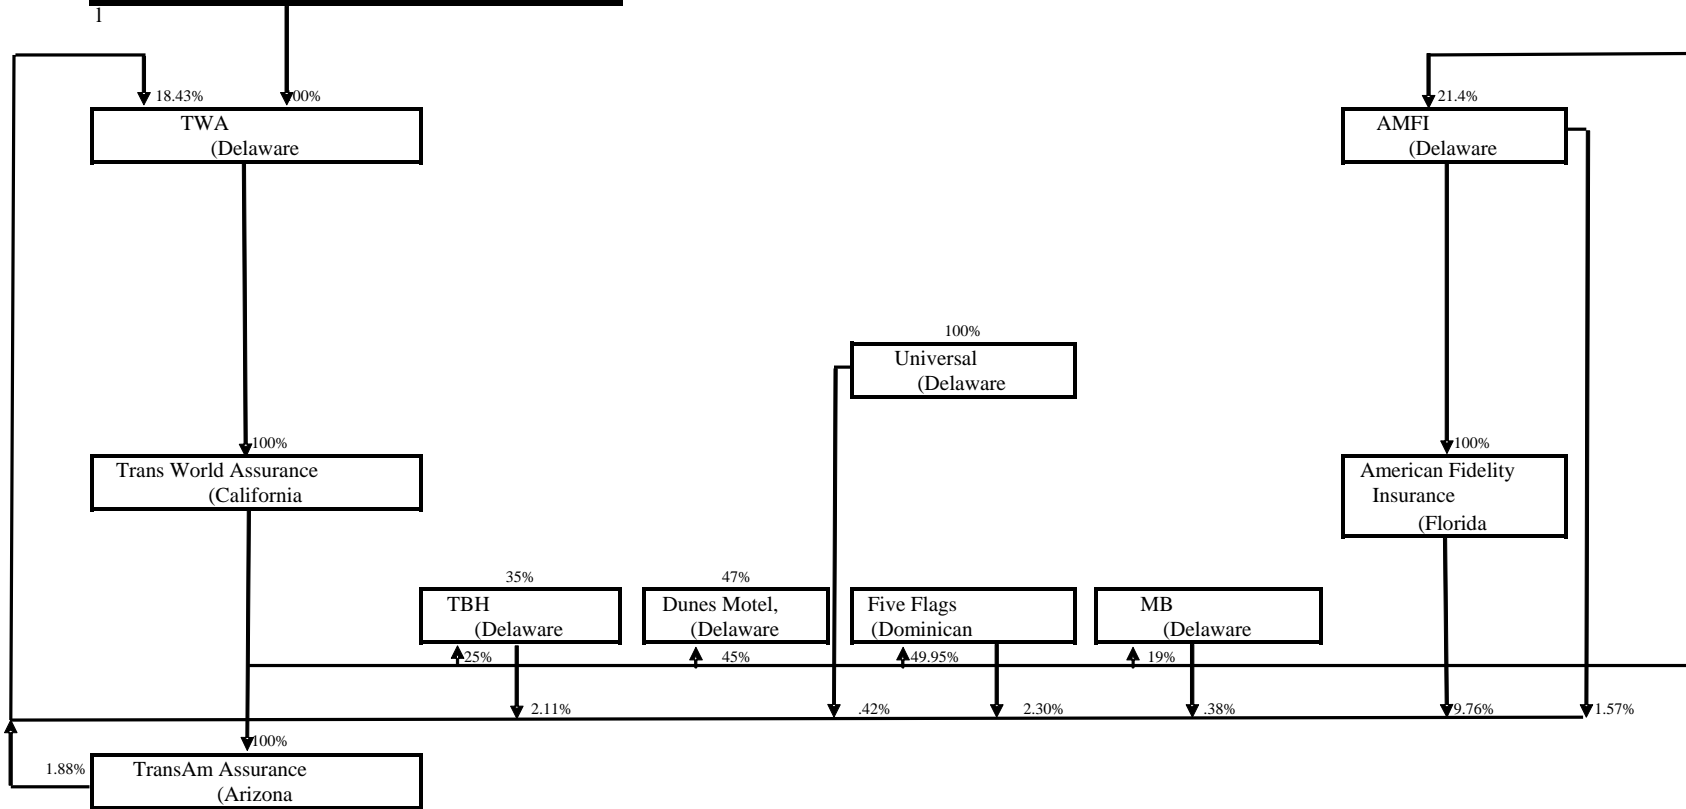 l
18.43%
00%
21.4%
TWA
(Delaware
AMFI
(Delaware
100%
Universal
(Delaware
100%
100%
Trans World Assurance
(California
American Fidelity
Insurance
(Florida
35%
47%
TBH
(Delaware
Dunes Motel,
(Delaware
Five Flags
(Dominican
MB
(Delaware
25%
45%
49.95%
19%
2.11%
.42%
2.30%
.38%
9.76%
1.57%
100%
1.88%
TransAm Assurance
(Arizona